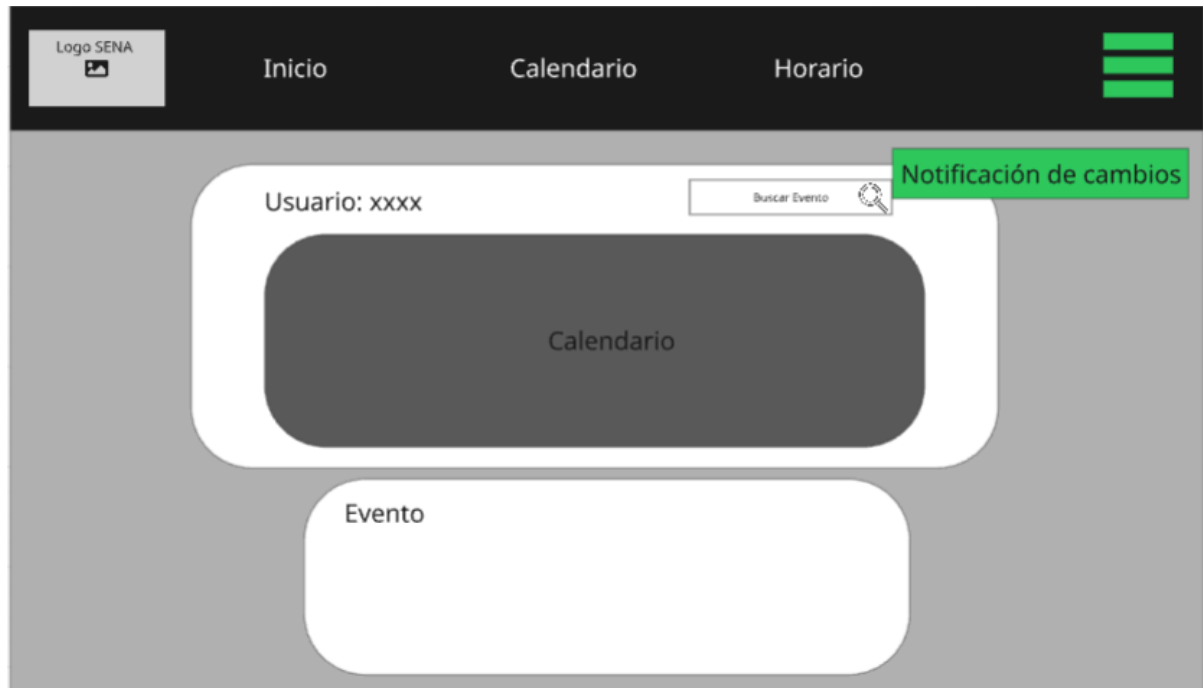 Logo SENA
Inicio
Calendario
Horario
Notificación de cambios
Usuario: xxxx
Buscar Evento
Calendario
Evento